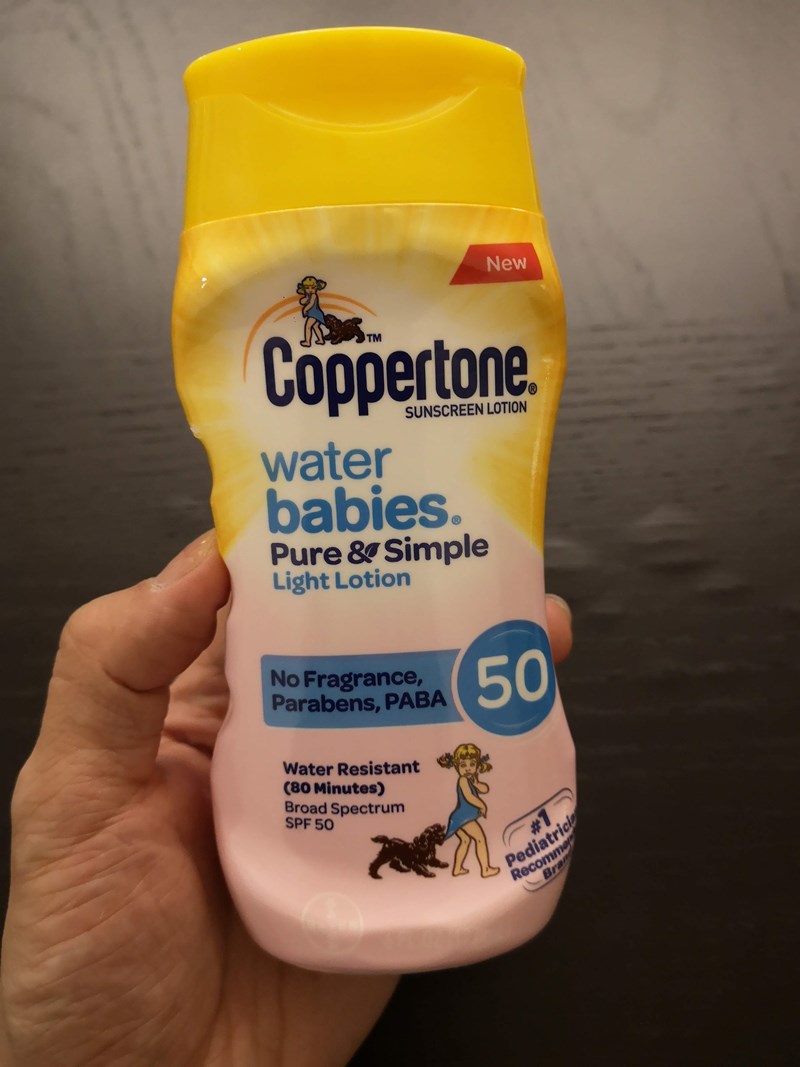 New
Coppertone®
SUNSCREEN LOTION
water
babies®
Pure & Simple
Light Lotion
No Fragrance,
Parabens, PABA
50
Water Resistant
(80 Minutes)
Broad Spectrum
SPF 50
#1